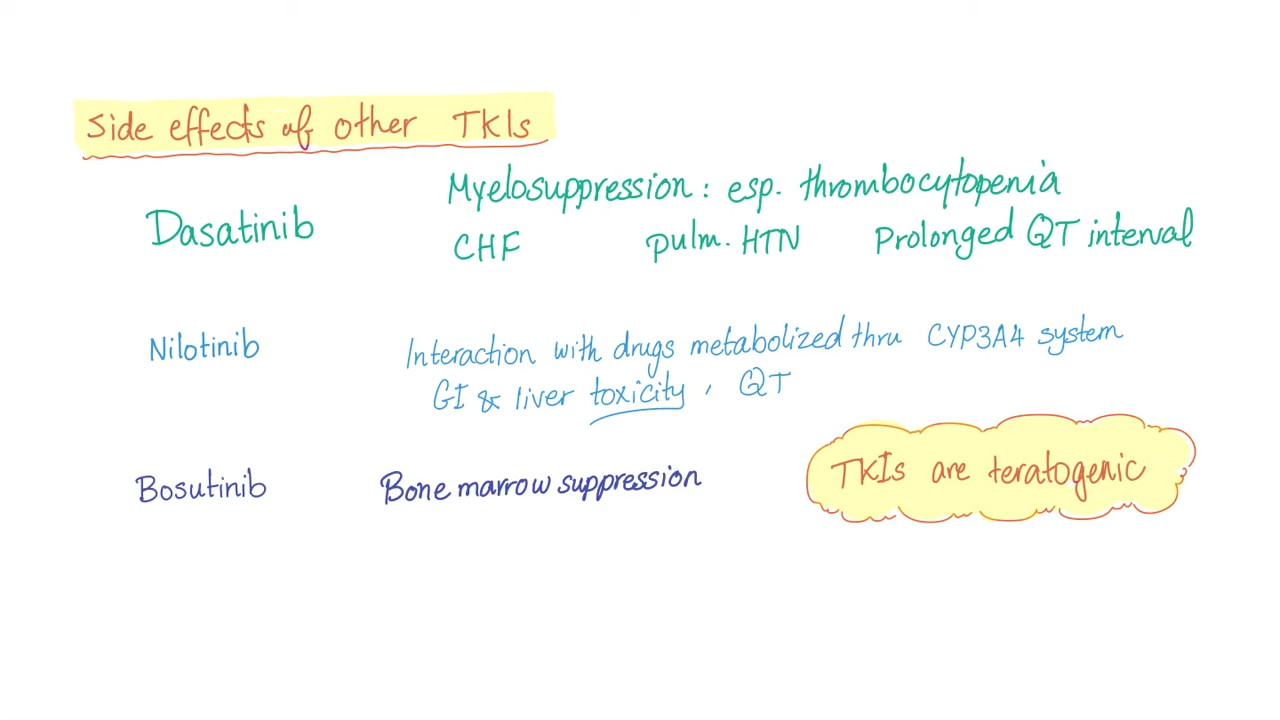 Side effects of other TKIs
Myelosuppression: esp. thrombocytopenia
Dasatinib
CHF pulm. HTN Prolonged QT interval
Nilotinib Interaction with drugs metabolized thru CYP3A4 system
GI & liver toxicity, QT
TKIs are teratogenic
Bosutinib Bone marrow suppression